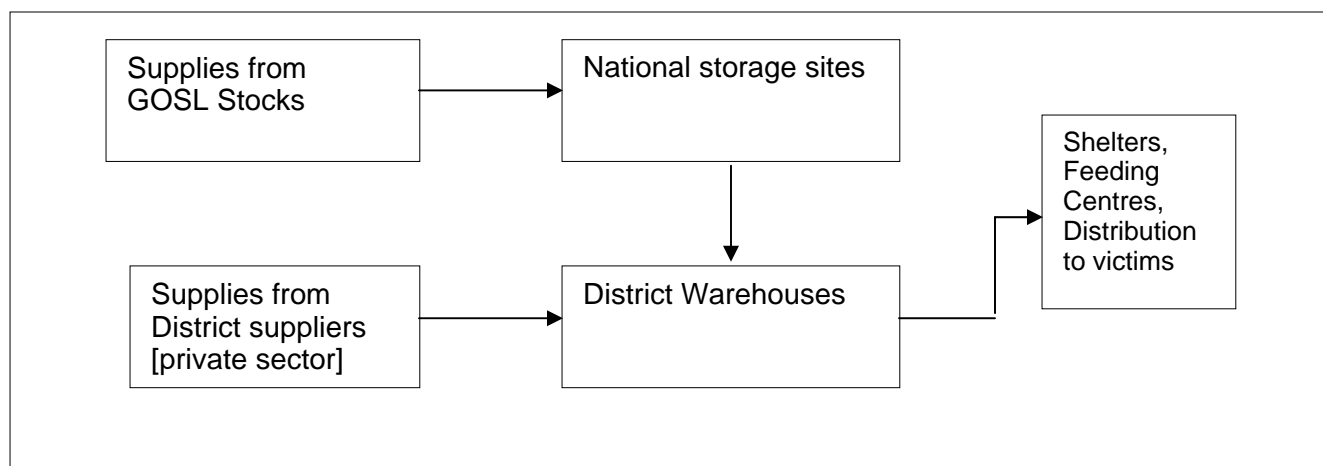 Supplies from
GOSL Stocks
National storage sites
Shelters,
Feeding
Centres,
Distribution
to victims
Supplies from
District suppliers
[private sector]
District Warehouses